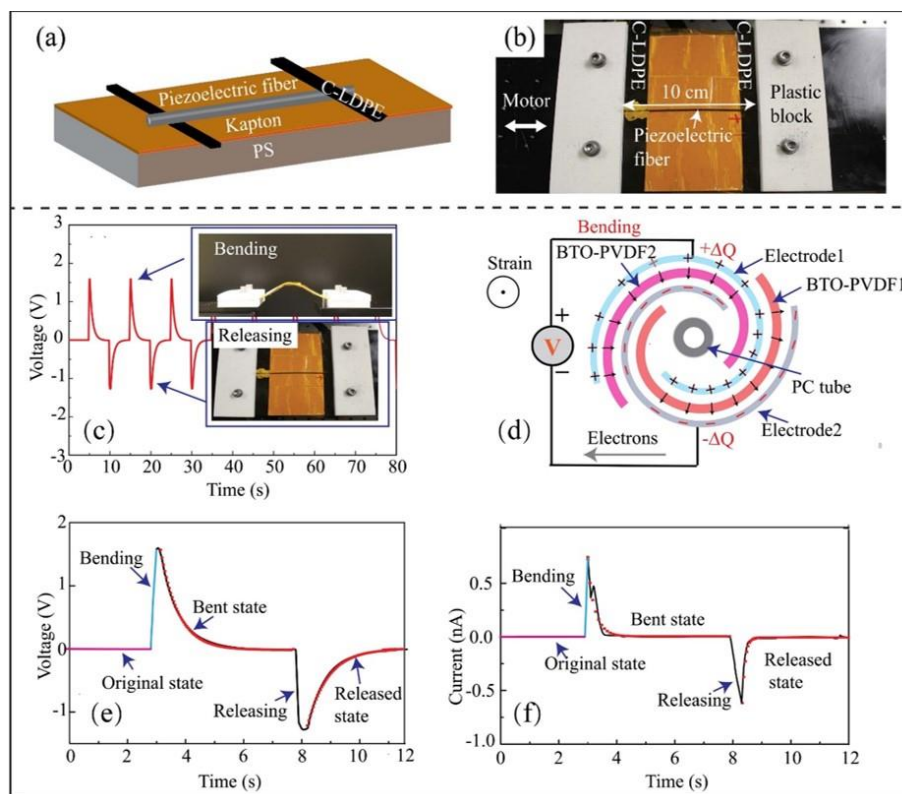 (a)
Piezoelectric fiber
C-LDPE
Kapton
PS
(b)
C-LDPE
C-LDPE
Motor
10 cm
Plastic
block
Piezoelectric
fiber
3
2
1
0
-1
-2
-3
Voltage (V)
Bending
Releasing
(c)
0 10 20 30 40 50 60 70 80
Time (s)
Bending
BTO-PVDF2
+ΔQ
Electrode1
BTO-PVDF1
Strain
+
V
−
PC tube
Electrode2
-ΔQ
(d)
Electrons
2
1
0
-1
Voltage (V)
Bending
Bent state
Original state
Releasing
Released
state
(e)
0 2 4 6 8 10 12
Time (s)
0.5
0.0
-0.5
-1.0
Current (nA)
Bending
Bent state
Original state
Releasing
Released
state
(f)
0 2 4 6 8 10 12
Time (s)